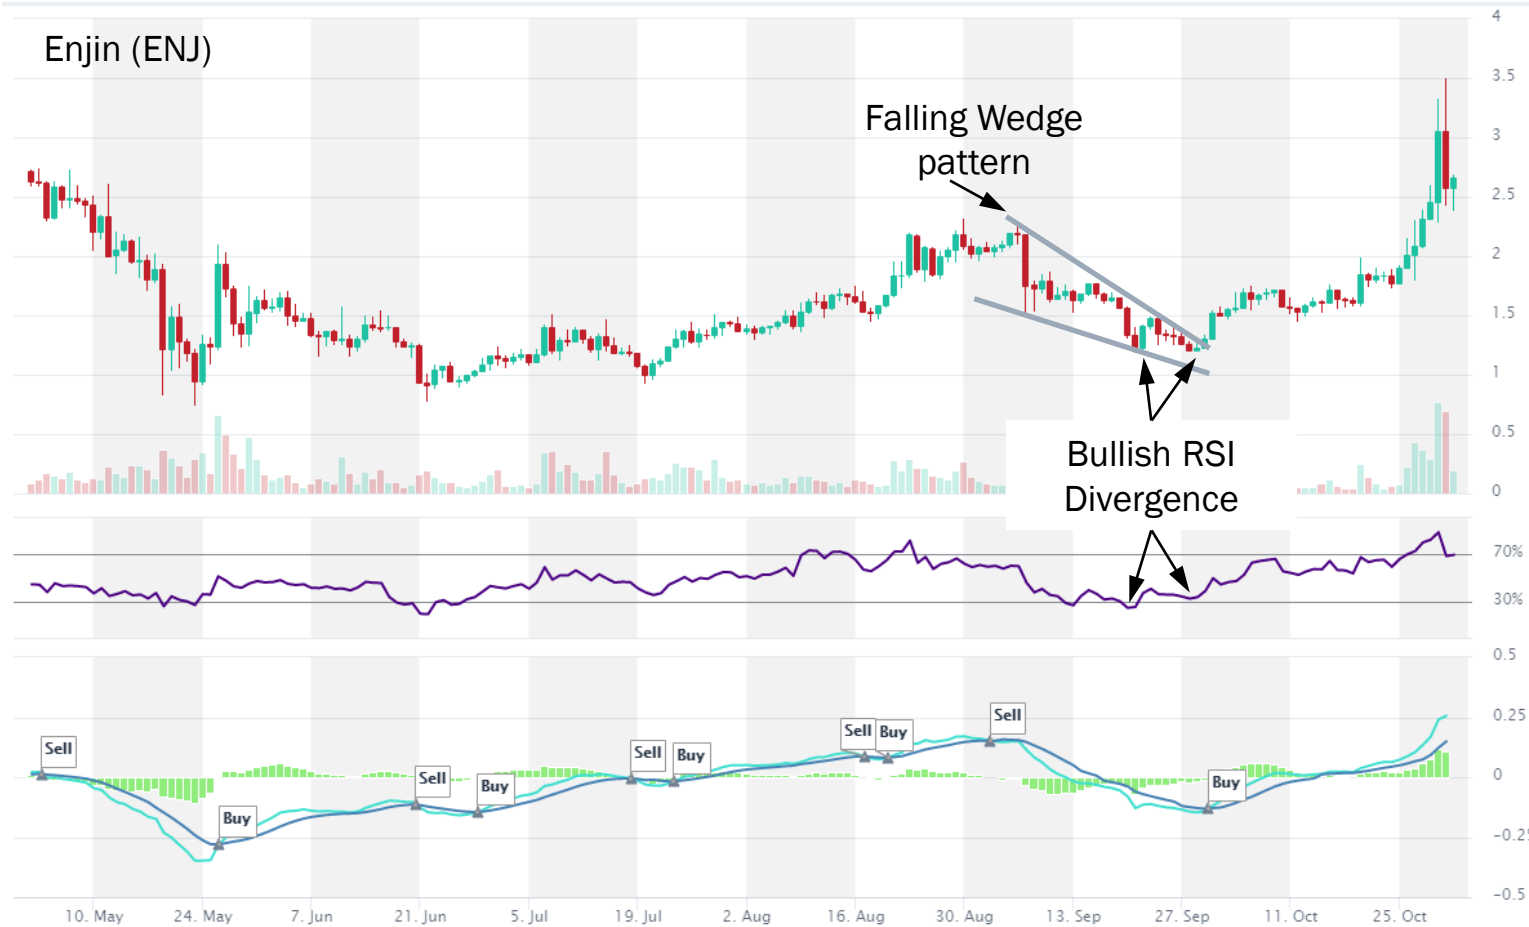 Enjin (ENJ)
4
3.5
3
2.5
2
1.5
1
0.5
0
Falling Wedge
pattern
Bullish RSI
Divergence
70%
30%
0.5
0.25
0
-0.25
-0.5
Sell
Buy
Sell
Buy
Sell
Buy
Sell
Buy
Sell
Buy
10. May
24. May
7. Jun
21. Jun
5. Jul
19. Jul
2. Aug
16. Aug
30. Aug
13. Sep
27. Sep
11. Oct
25. Oct